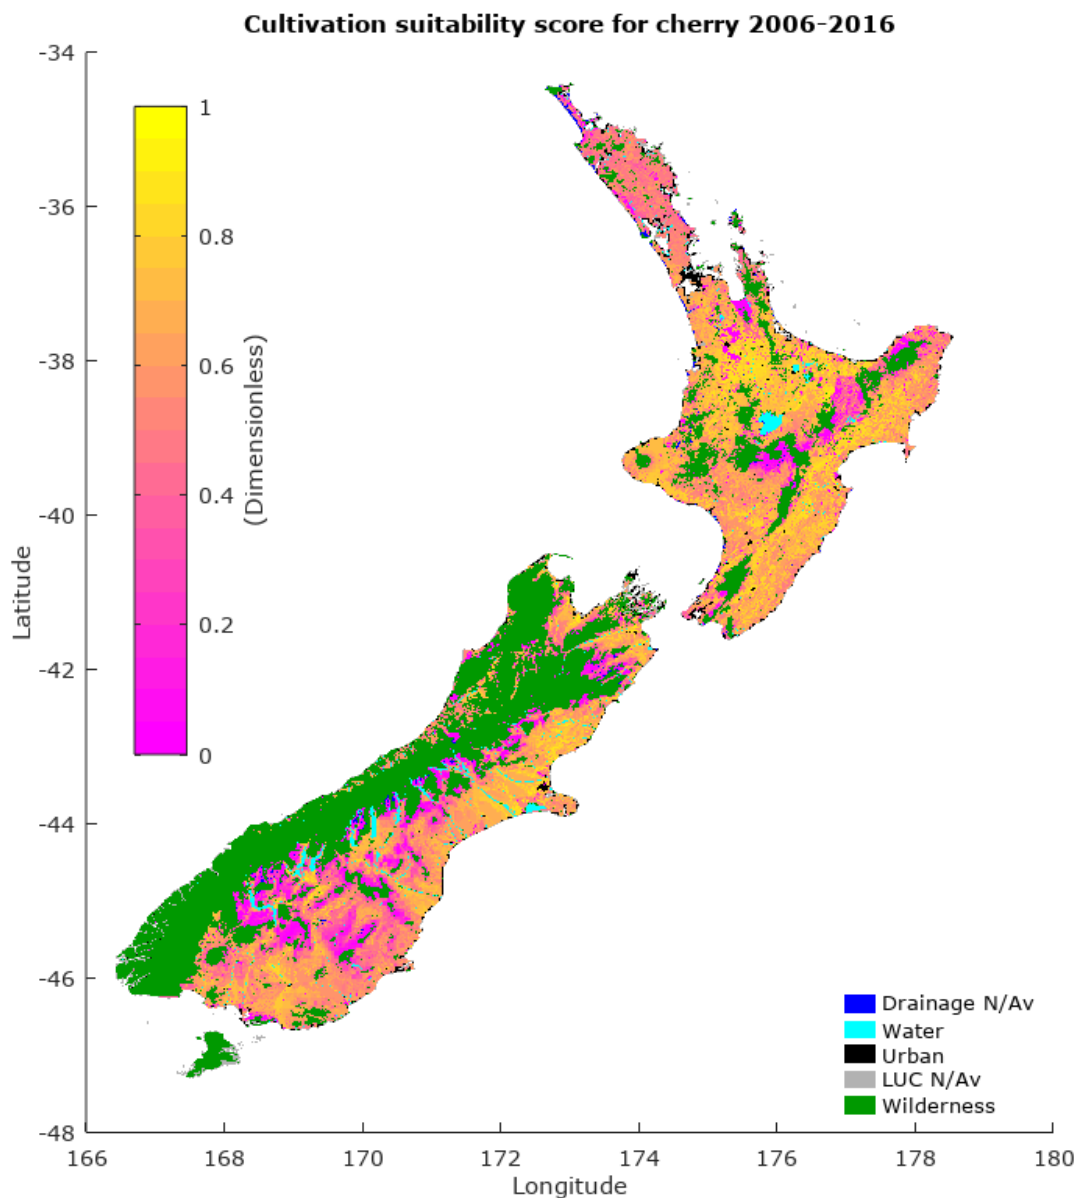 Cultivation suitability score for cherry 2006-2016
-34
-36
-38
-40
-42
-44
-46
-48
Latitude
1
0.8
0.6
0.4
0.2
0
(Dimensionless)
Drainage N/Av
Water
Urban
LUC N/Av
Wilderness
166 168 170 172 174 176 178 180
Longitude